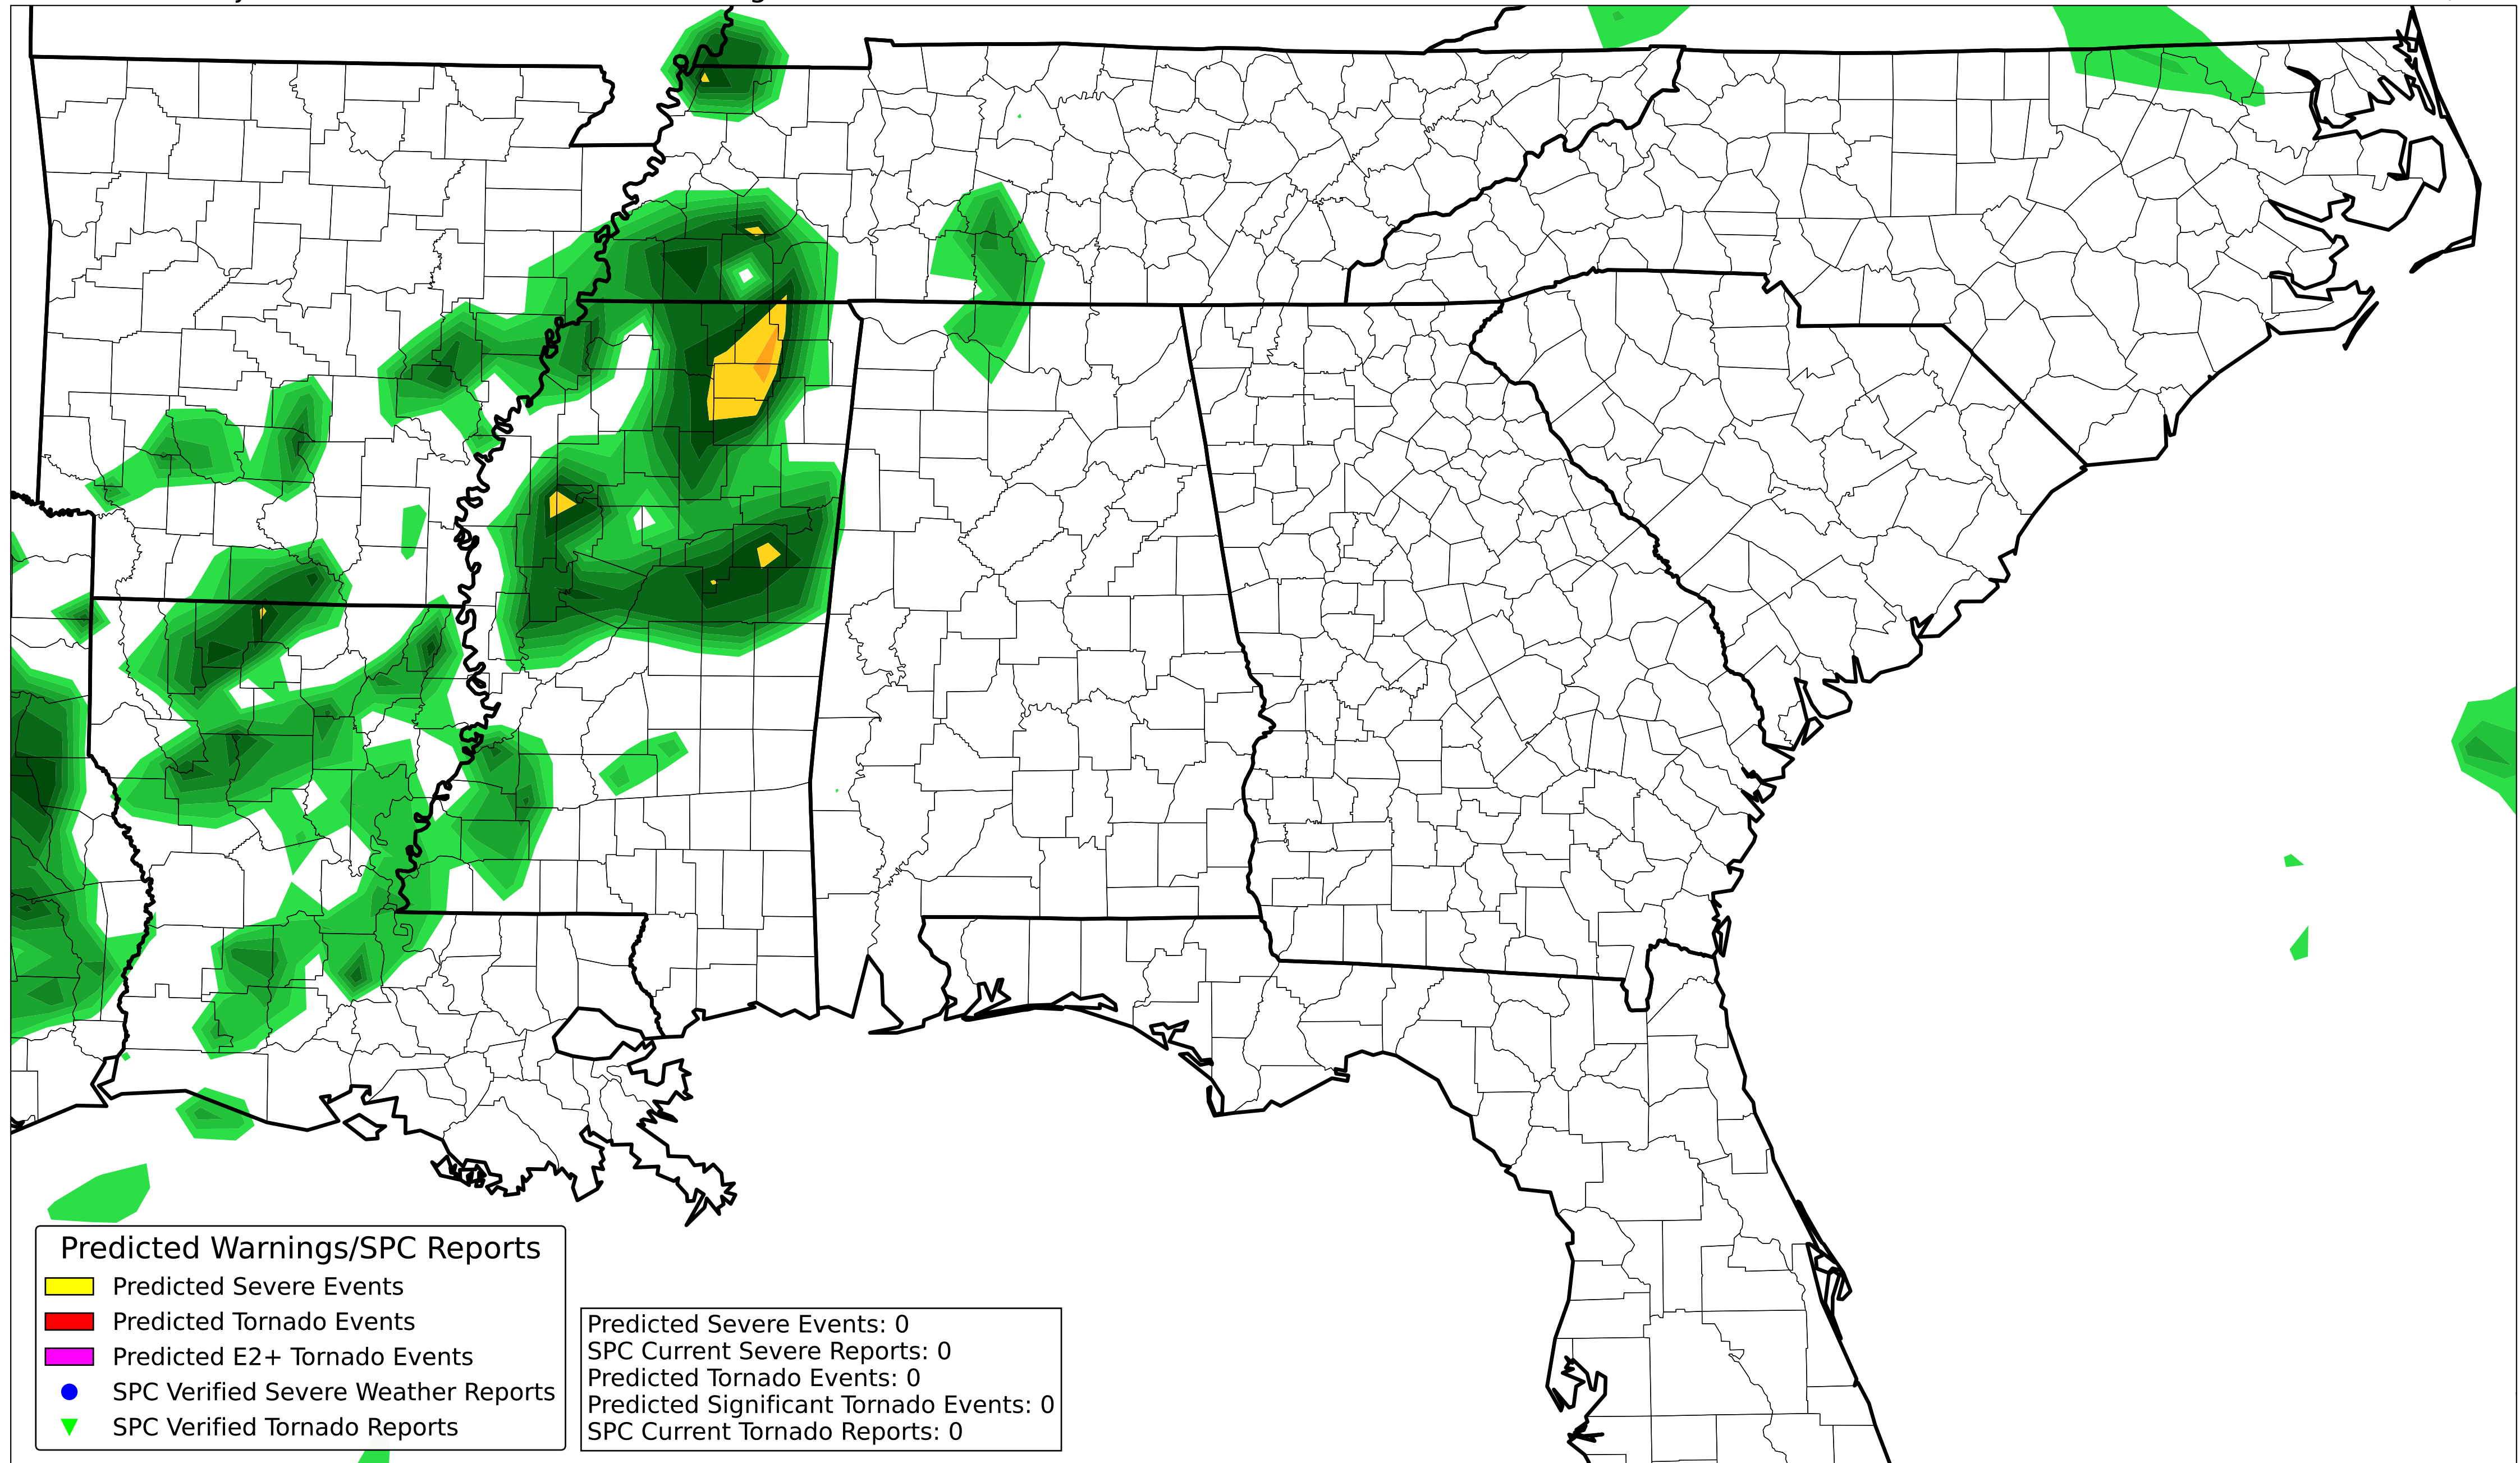 Predicted Warnings/SPC Reports
Predicted Severe Events
Predicted Tornado Events
Predicted E2+ Tornado Events
SPC Verified Severe Weather Reports
SPC Verified Tornado Reports
Predicted Severe Events: 0
SPC Current Severe Reports: 0
Predicted Tornado Events: 0
Predicted Significant Tornado Events: 0
SPC Current Tornado Reports: 0